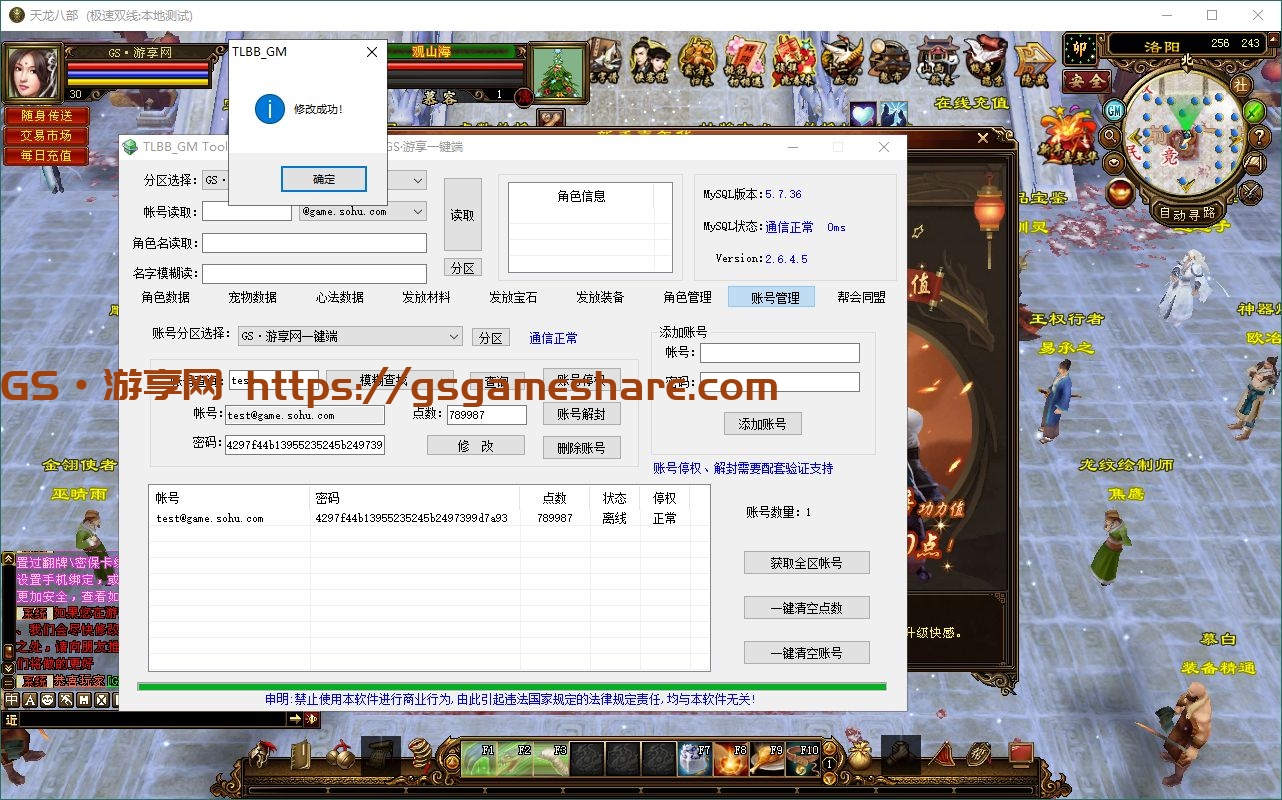 天龙八部 (极速双线:本地测试)
GS·游享网
30
随身传送
交易市场
每日充值
TLBB_GM
修改成功!
确定
观山海
慕容
1
在线充值
洛阳
256 243
北
卯
安全
GM
自动寻路
TLBB_GM Tool
GS·游享网一键端
分区选择:
GS·
帐号读取:
@game.sohu.com
读取
角色名读取:
名字模糊读:
分区
角色信息
MySQL版本:5.7.36
MySQL状态:通信正常 0ms
Version:2.6.4.5
角色数据
宠物数据
心法数据
发放材料
发放宝石
发放装备
角色管理
账号管理
帮会同盟
账号分区选择:
GS·游享网一键端
分区
通信正常
添加账号
帐号:
密码:
添加账号
GS·游享网 https://gsgameshare.com
模糊查找
查询
账号停权
帐号:
test@game.sohu.com
点数:
789987
账号解封
密码:
4297f44b13955235245b249739
修 改
删除账号
账号停权、解封需要配套验证支持
帐号 密码 点数 状态 停权
test@game.sohu.com 4297f44b13955235245b2497399d7a93 789987 离线 正常
账号数量:1
获取全区帐号
一键清空点数
一键清空账号
申明:禁止使用本软件进行商业行为,由此引起违法国家规定的法律规定责任,均与本软件无关!
王权行者
易承之
神器
欧冶
金翎使者
巫晴雨
龙纹绘制师
焦鹰
慕白
装备精通
功力值
点!
升级快感。
置过翻牌\密保卡
设置手机绑定,或
更加安全,查看如
系统 如果您在游
、我们会尽快修改
之处,请向朋友推
们将做的更好
系统 恭喜玩家
近
F1
F2
F3
F7
F8
F9
F10
1